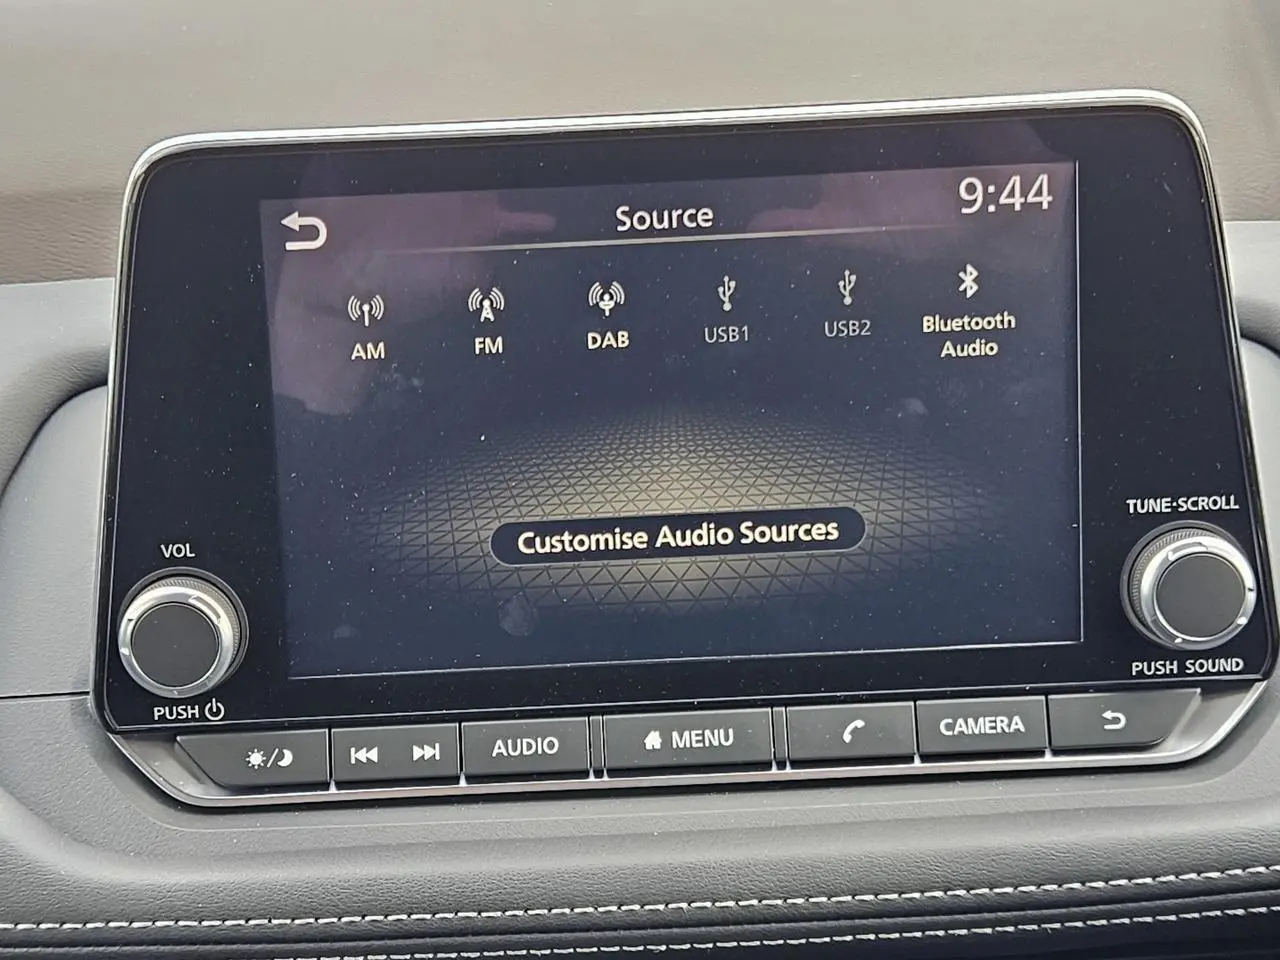 Source
9:44
AM
FM
DAB
USB1
USB2
Bluetooth
Audio
Customise Audio Sources
VOL
PUSH
TUNE·SCROLL
PUSH SOUND
AUDIO
MENU
CAMERA